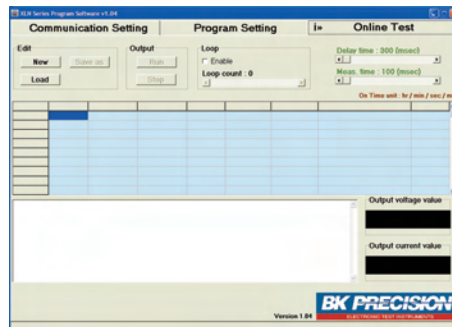 XLN Series Program Software v1.04
Communication Setting
Program Setting
i»
Online Test
Edit
New
Save as
Load
Output
Run
Stop
Loop
Enable
Loop count : 0
Delay time : 300 (msec)
Meas. time : 100 (msec)
On Time unit : hr / min / sec / m
Output voltage value
Output current value
Version 1.04
BK PRECISION
ELECTRONIC TEST INSTRUMENTS